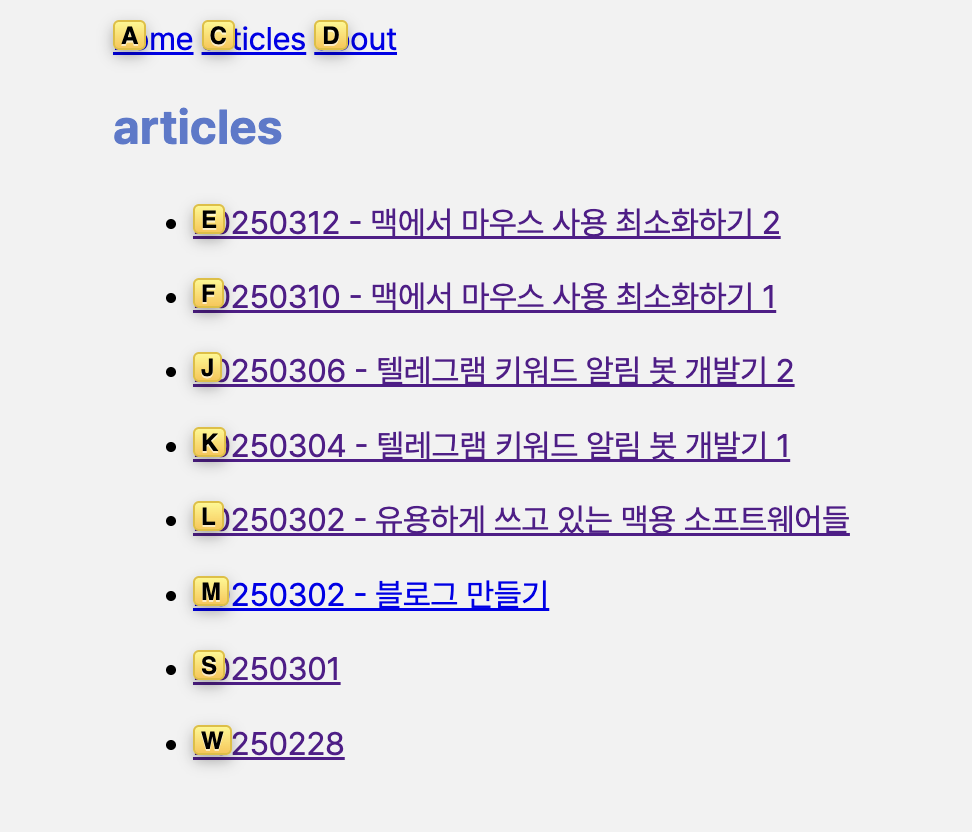 A ome C ticles D out
articles
E 0250312 - 맥에서 마우스 사용 최소화하기 2
F 0250310 - 맥에서 마우스 사용 최소화하기 1
J 0250306 - 텔레그램 키워드 알림 봇 개발기 2
K 0250304 - 텔레그램 키워드 알림 봇 개발기 1
L 0250302 - 유용하게 쓰고 있는 맥용 소프트웨어들
M 250302 - 블로그 만들기
S 0250301
W 250228